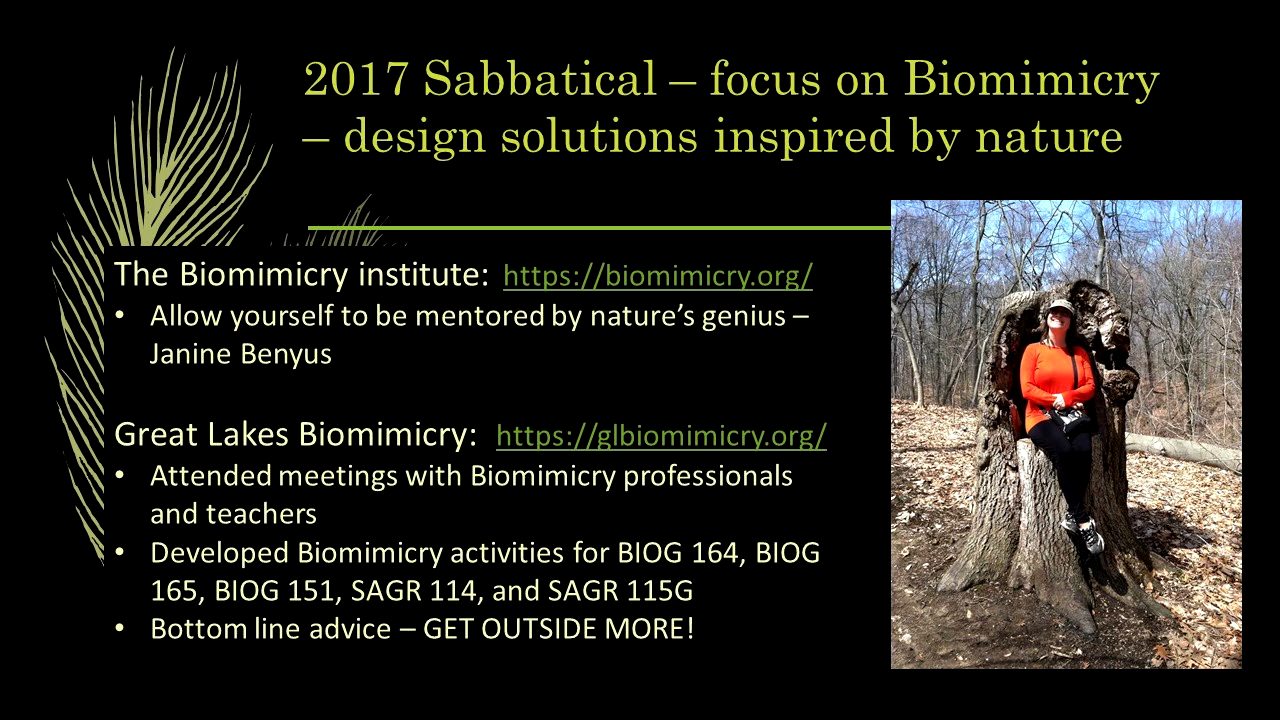 2017 Sabbatical – focus on Biomimicry
– design solutions inspired by nature
The Biomimicry institute: https://biomimicry.org/
• Allow yourself to be mentored by nature’s genius –
Janine Benyus
Great Lakes Biomimicry: https://glbiomimicry.org/
• Attended meetings with Biomimicry professionals
and teachers
• Developed Biomimicry activities for BIOG 164, BIOG
165, BIOG 151, SAGR 114, and SAGR 115G
• Bottom line advice – GET OUTSIDE MORE!